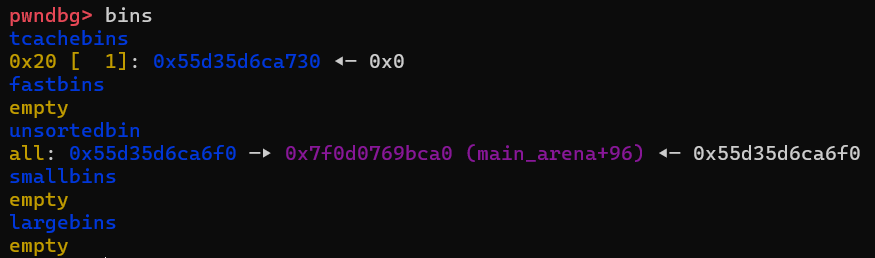 pwndbg> bins
tcachebins
0x20 [  1]: 0x55d35d6ca730 ◂— 0x0
fastbins
empty
unsortedbin
all: 0x55d35d6ca6f0 —▸ 0x7f0d0769bca0 (main_arena+96) ◂— 0x55d35d6ca6f0
smallbins
empty
largebins
empty